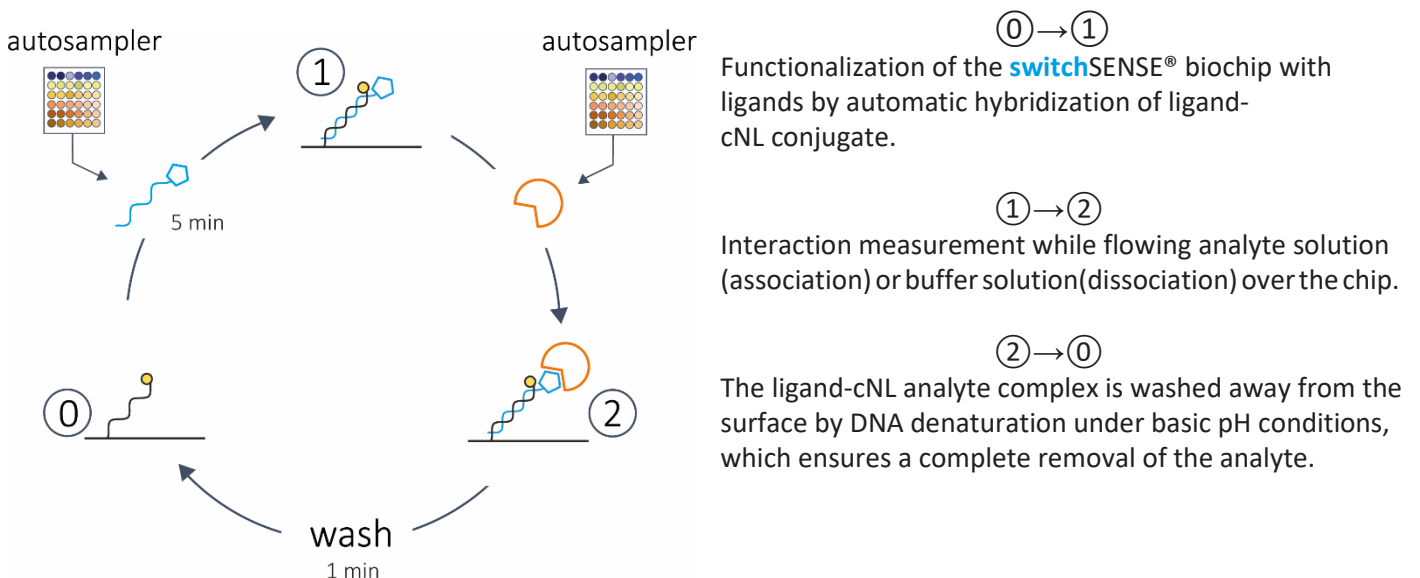 autosampler
autosampler
1
5 min
0
2
wash
1 min
0→1
Functionalization of the switchSENSE® biochip with
ligands by automatic hybridization of ligand-
cNL conjugate.
1→2
Interaction measurement while flowing analyte solution
(association) or buffer solution(dissociation) over the chip.
2→0
The ligand-cNL analyte complex is washed away from the
surface by DNA denaturation under basic pH conditions,
which ensures a complete removal of the analyte.